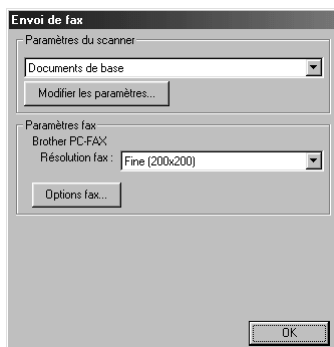 Envoi de fax
Paramètres du scanner
Documents de base
Modifier les paramètres...
Paramètres fax
Brother PC-FAX
Résolution fax : Fine (200x200)
Options fax...
OK